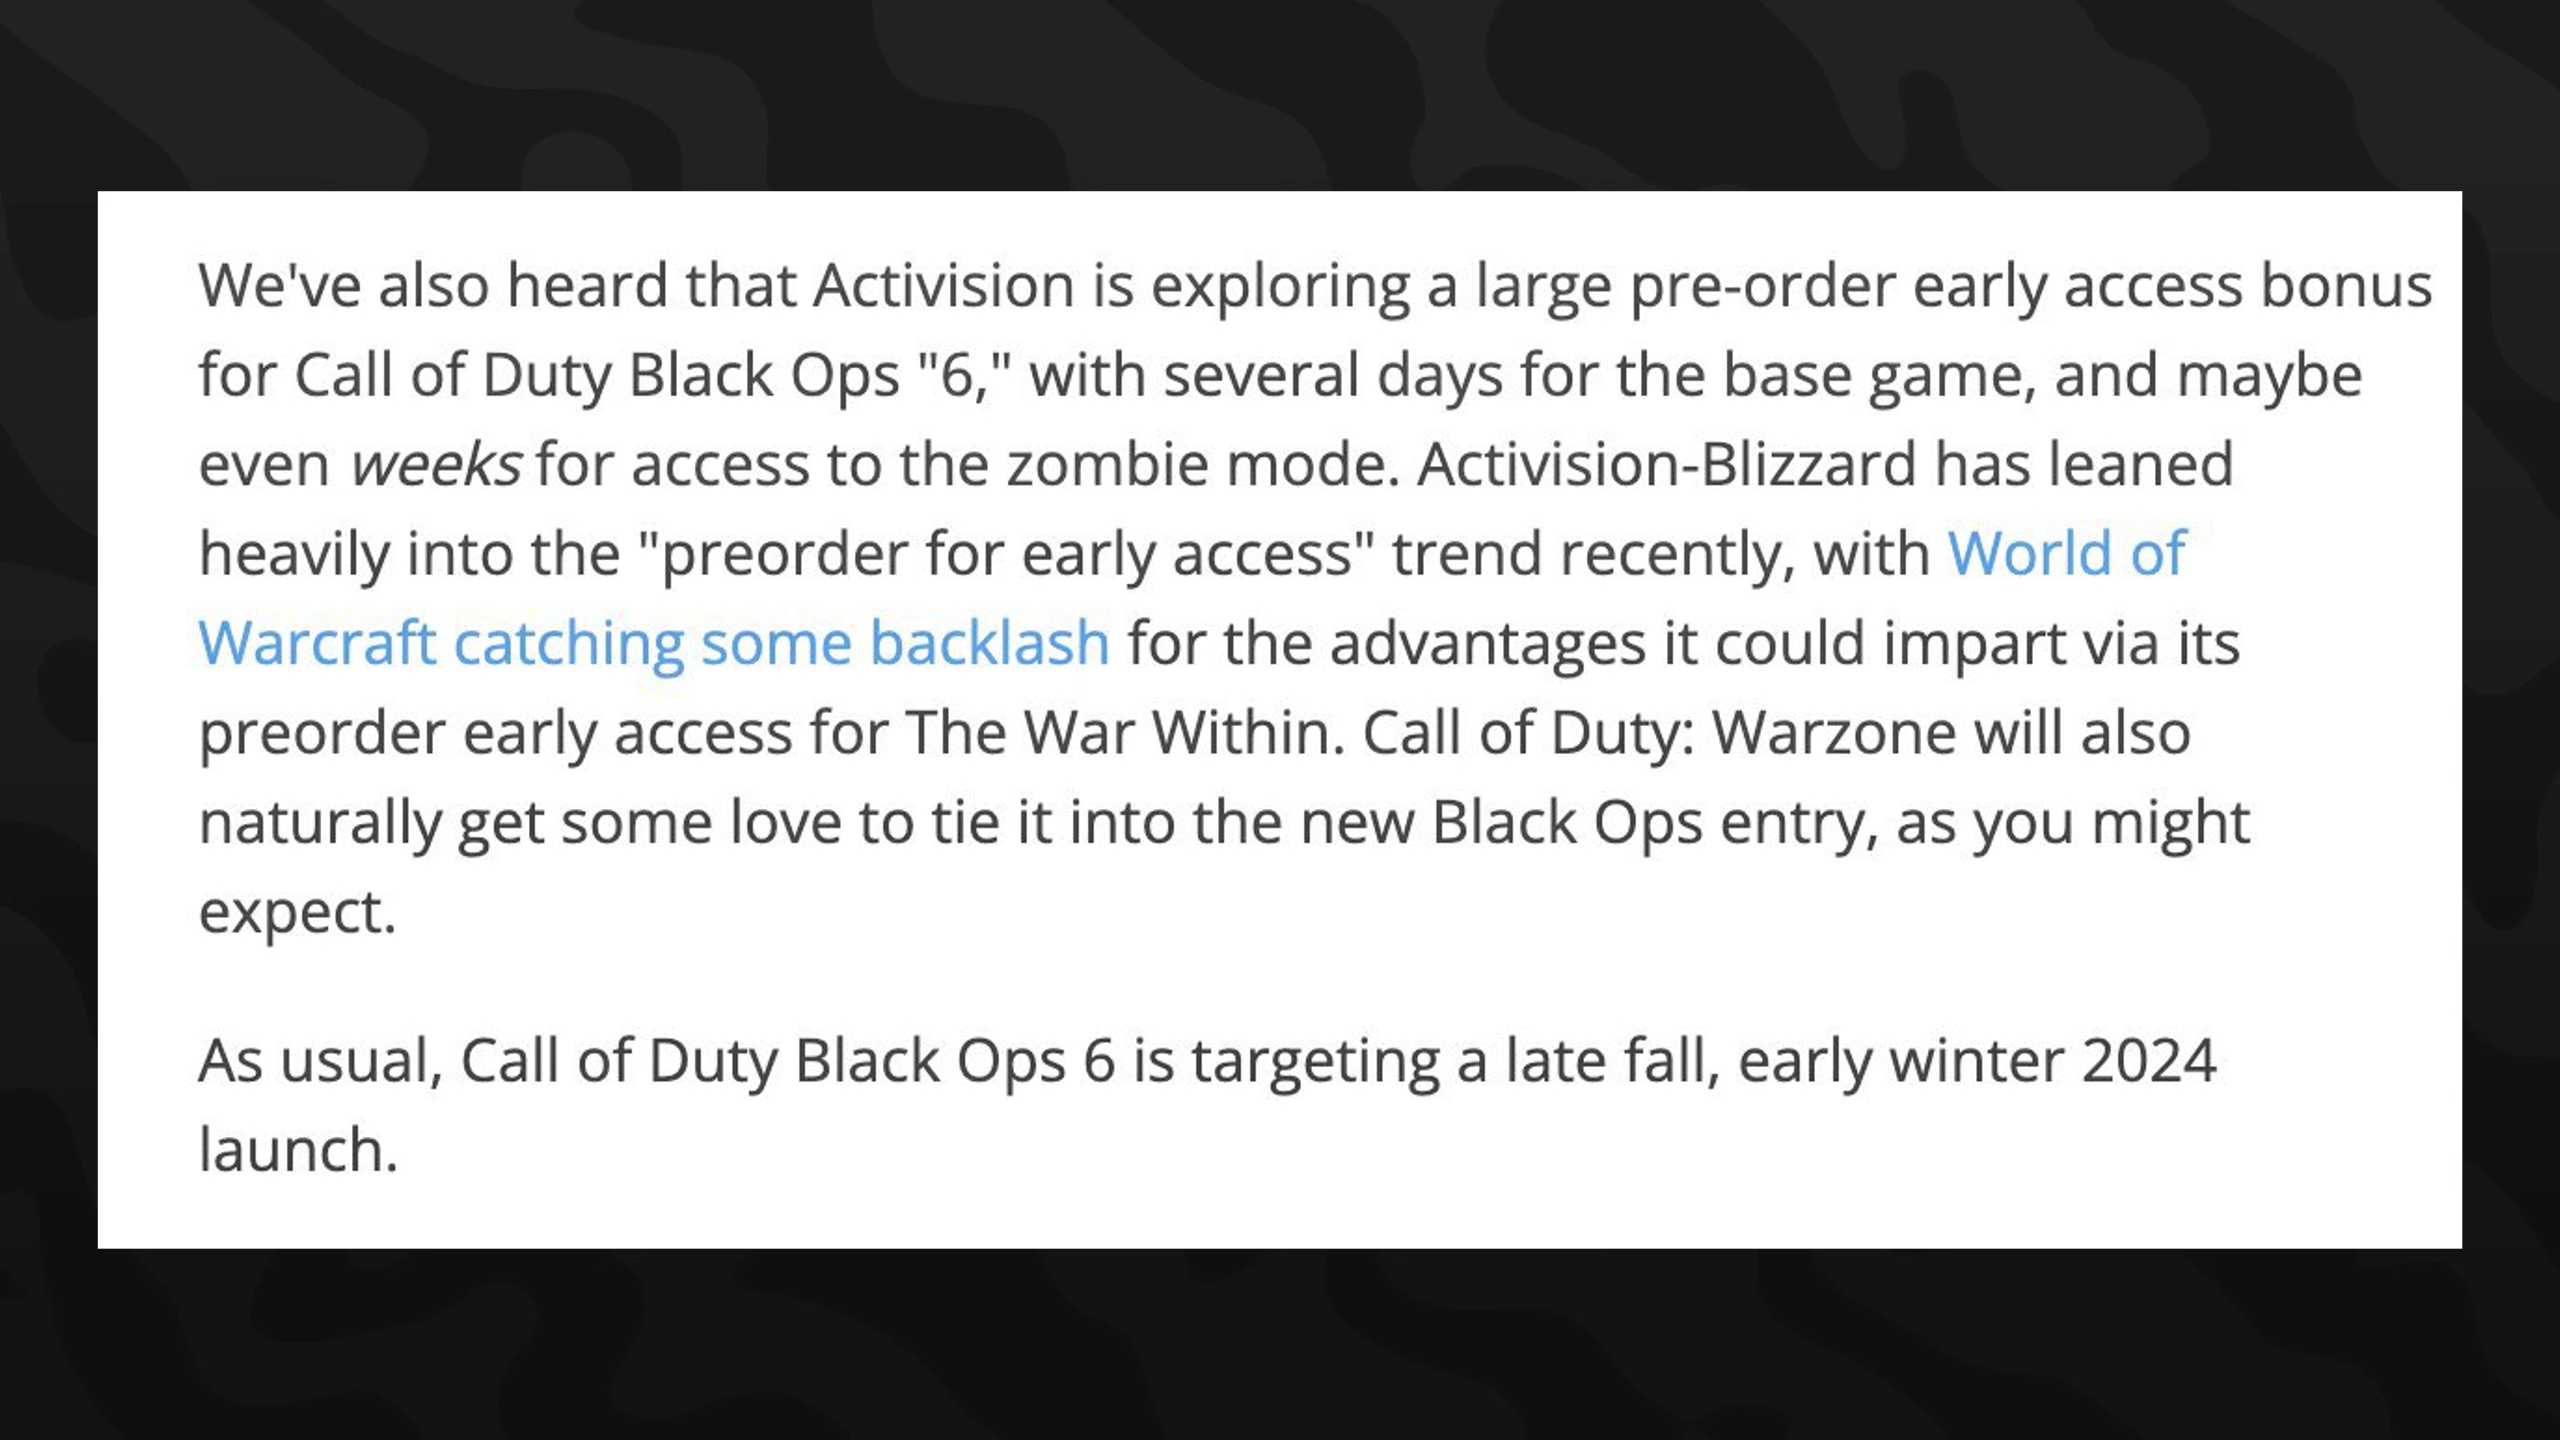 We've also heard that Activision is exploring a large pre-order early access bonus
for Call of Duty Black Ops "6," with several days for the base game, and maybe
even weeks for access to the zombie mode. Activision-Blizzard has leaned
heavily into the "preorder for early access" trend recently, with World of
Warcraft catching some backlash for the advantages it could impart via its
preorder early access for The War Within. Call of Duty: Warzone will also
naturally get some love to tie it into the new Black Ops entry, as you might
expect.
As usual, Call of Duty Black Ops 6 is targeting a late fall, early winter 2024
launch.